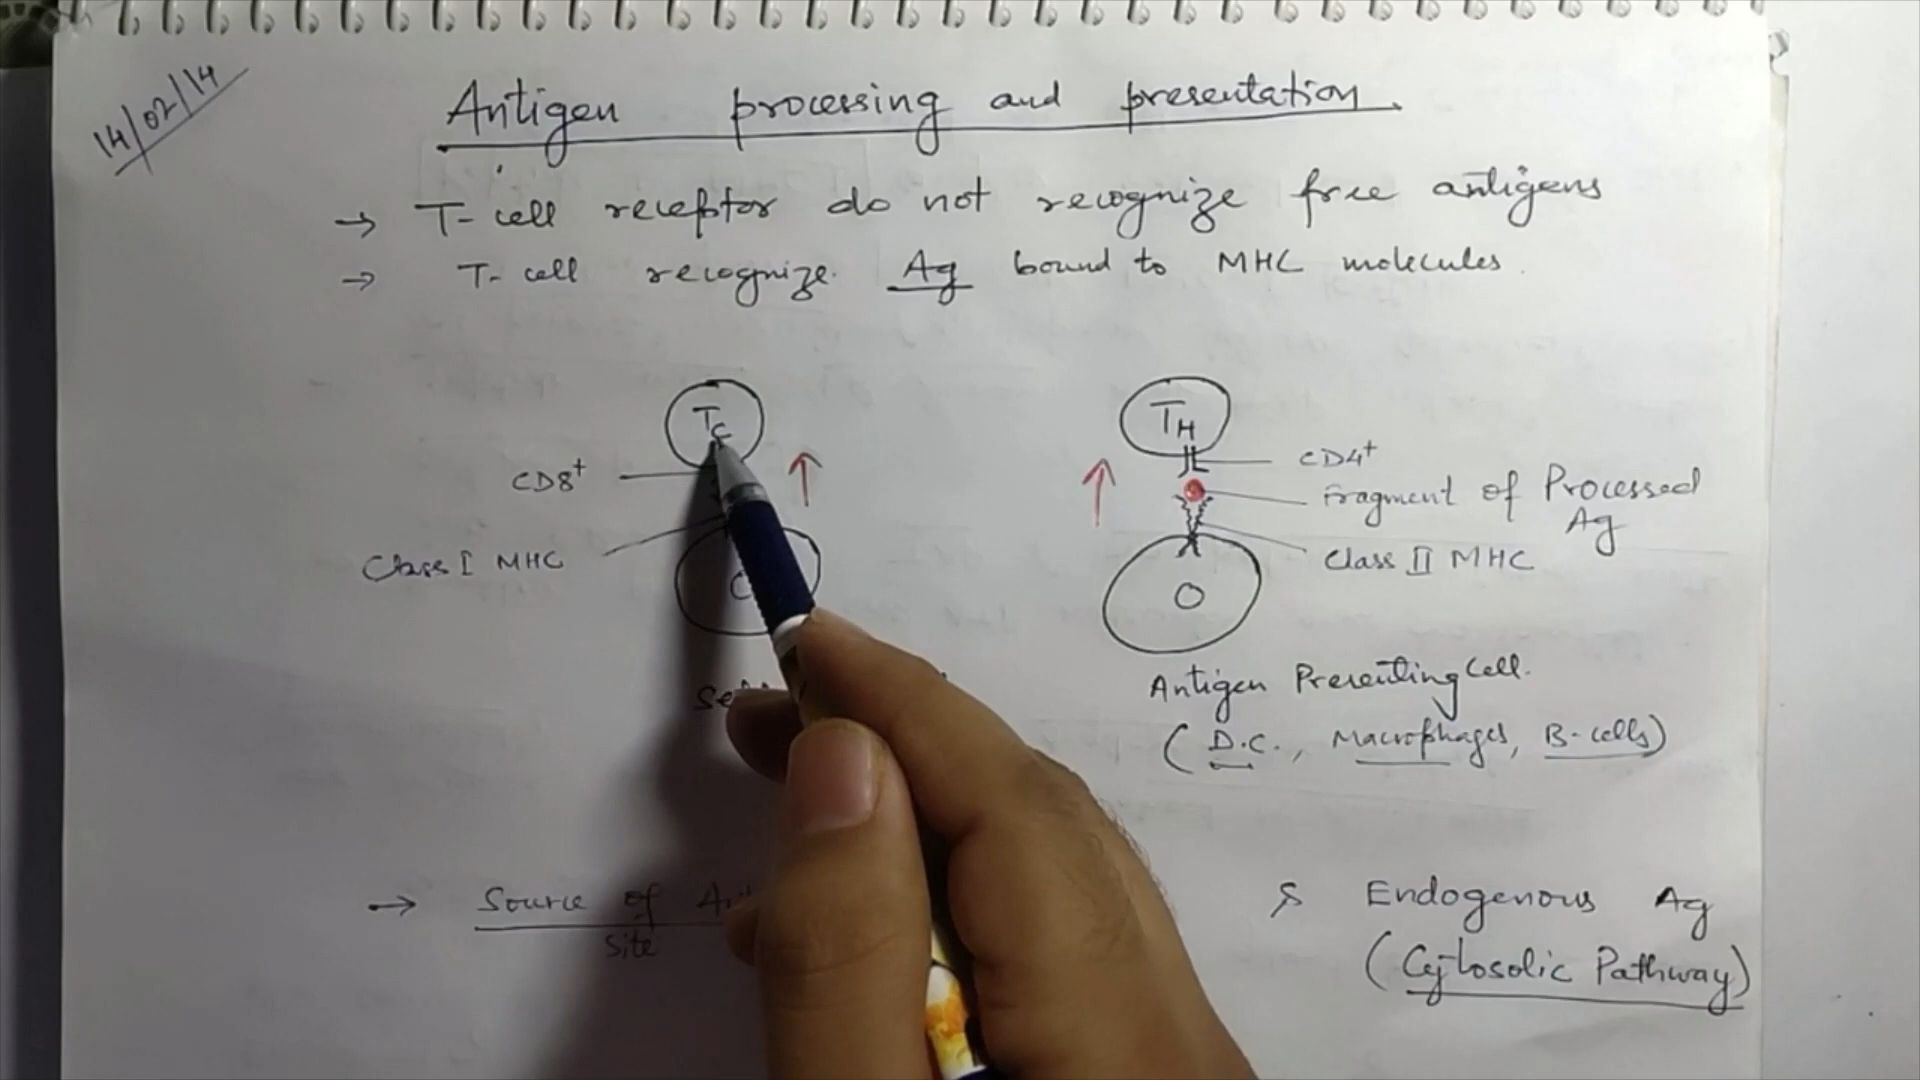 14/02/14
Antigen processing and presentation.
→ T-cell receptor do not recognize free antigens
→ T-cell recognize Ag bound to MHC molecules.
Tc
CD8+
Class I MHC
TH
CD4+
Fragment of Processed Ag
Class II MHC
Antigen Presenting Cell.
(D.C., Macrophages, B-cells)
→ Source of
site
Endogenous Ag
(Cytosolic Pathway)